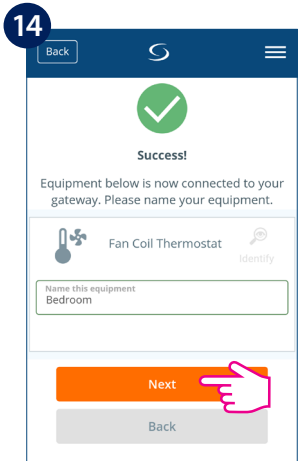 14
Back
Success!
Equipment below is now connected to your
gateway. Please name your equipment.
Fan Coil Thermostat
Identify
Name this equipment
Bedroom
Next
Back